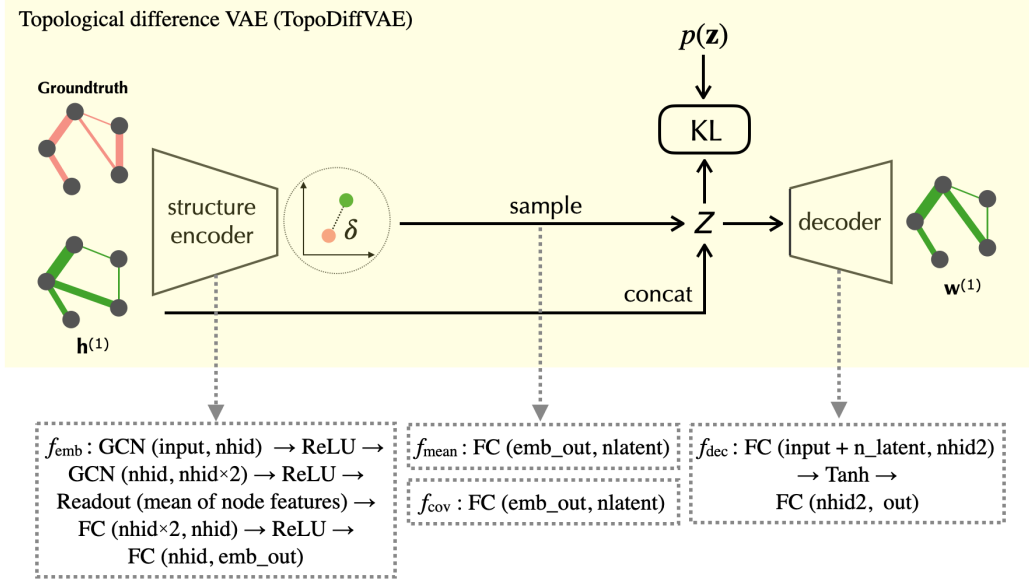 Topological difference VAE (TopoDiffVAE)
p(z)
Groundtruth
KL
structure
encoder
δ
sample
Z
decoder
concat
h(1)
w(1)
f_emb : GCN (input, nhid) → ReLU →
GCN (nhid, nhid×2) → ReLU →
Readout (mean of node features) →
FC (nhid×2, nhid) → ReLU →
FC (nhid, emb_out)
f_mean : FC (emb_out, nlatent)
f_cov : FC (emb_out, nlatent)
f_dec : FC (input + n_latent, nhid2)
→ Tanh →
FC (nhid2, out)